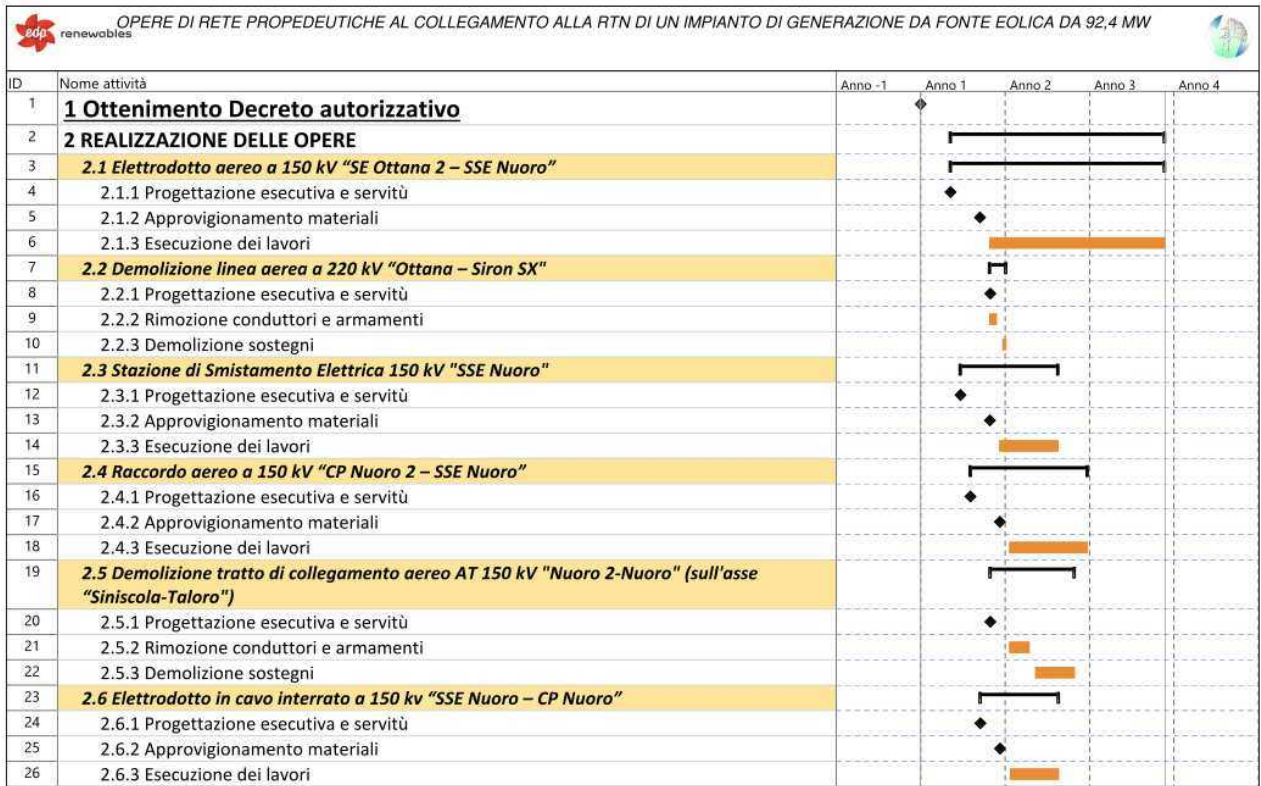 OPERE DI RETE PROPEDEUTICHE AL COLLEGAMENTO ALLA RTN DI UN IMPIANTO DI GENERAZIONE DA FONTE EOLICA DA 92,4 MW
edp renewables
ID Nome attività Anno -1 Anno 1 Anno 2 Anno 3 Anno 4
1 1 Ottenimento Decreto autorizzativo
2 2 REALIZZAZIONE DELLE OPERE
3 2.1 Elettrodotto aereo a 150 kV “SE Ottana 2 – SSE Nuoro”
4 2.1.1 Progettazione esecutiva e servitù
5 2.1.2 Approvigionamento materiali
6 2.1.3 Esecuzione dei lavori
7 2.2 Demolizione linea aerea a 220 kV “Ottana – Siron SX"
8 2.2.1 Progettazione esecutiva e servitù
9 2.2.2 Rimozione conduttori e armamenti
10 2.2.3 Demolizione sostegni
11 2.3 Stazione di Smistamento Elettrica 150 kV "SSE Nuoro"
12 2.3.1 Progettazione esecutiva e servitù
13 2.3.2 Approvigionamento materiali
14 2.3.3 Esecuzione dei lavori
15 2.4 Raccordo aereo a 150 kV “CP Nuoro 2 – SSE Nuoro”
16 2.4.1 Progettazione esecutiva e servitù
17 2.4.2 Approvigionamento materiali
18 2.4.3 Esecuzione dei lavori
19 2.5 Demolizione tratto di collegamento aereo AT 150 kV "Nuoro 2-Nuoro" (sull'asse
“Siniscola-Taloro")
20 2.5.1 Progettazione esecutiva e servitù
21 2.5.2 Rimozione conduttori e armamenti
22 2.5.3 Demolizione sostegni
23 2.6 Elettrodotto in cavo interrato a 150 kv “SSE Nuoro – CP Nuoro”
24 2.6.1 Progettazione esecutiva e servitù
25 2.6.2 Approvigionamento materiali
26 2.6.3 Esecuzione dei lavori